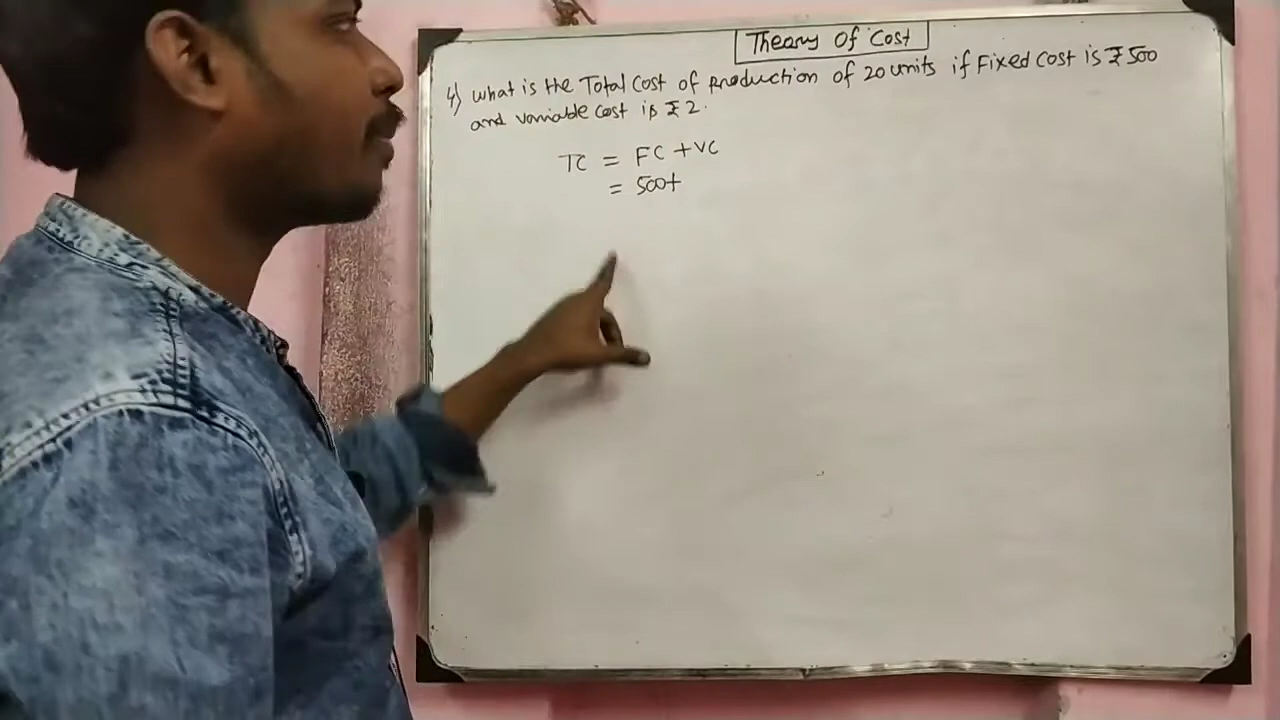 Theory Of Cost
4) What is the Total Cost of production of 20 units if Fixed Cost is ₹ 500
and variable cost is ₹ 2.
TC = FC + VC
= 500+